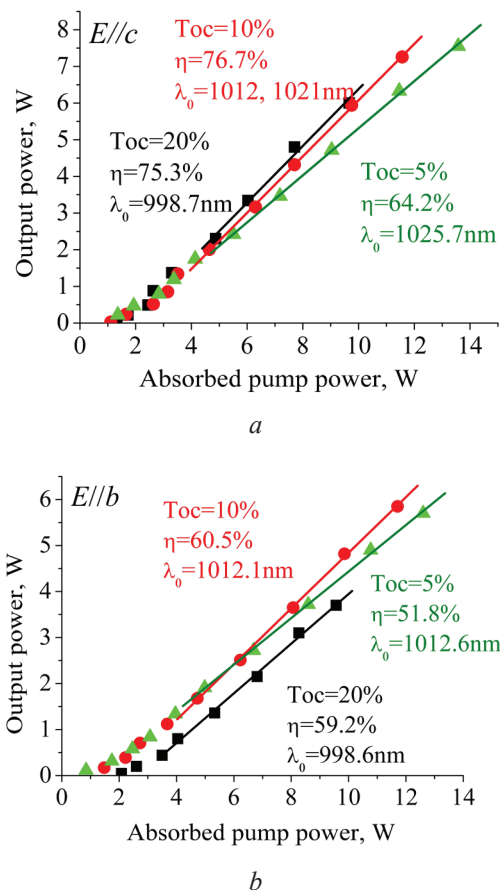 E//c
Toc=10%
η=76.7%
λ₀=1012, 1021nm
Toc=20%
η=75.3%
λ₀=998.7nm
Toc=5%
η=64.2%
λ₀=1025.7nm
Output power, W
8
7
6
5
4
3
2
1
0
0 2 4 6 8 10 12 14
Absorbed pump power, W
a
E//b
Toc=10%
η=60.5%
λ₀=1012.1nm
Toc=5%
η=51.8%
λ₀=1012.6nm
Toc=20%
η=59.2%
λ₀=998.6nm
Output power, W
6
5
4
3
2
1
0
0 2 4 6 8 10 12 14
Absorbed pump power, W
b